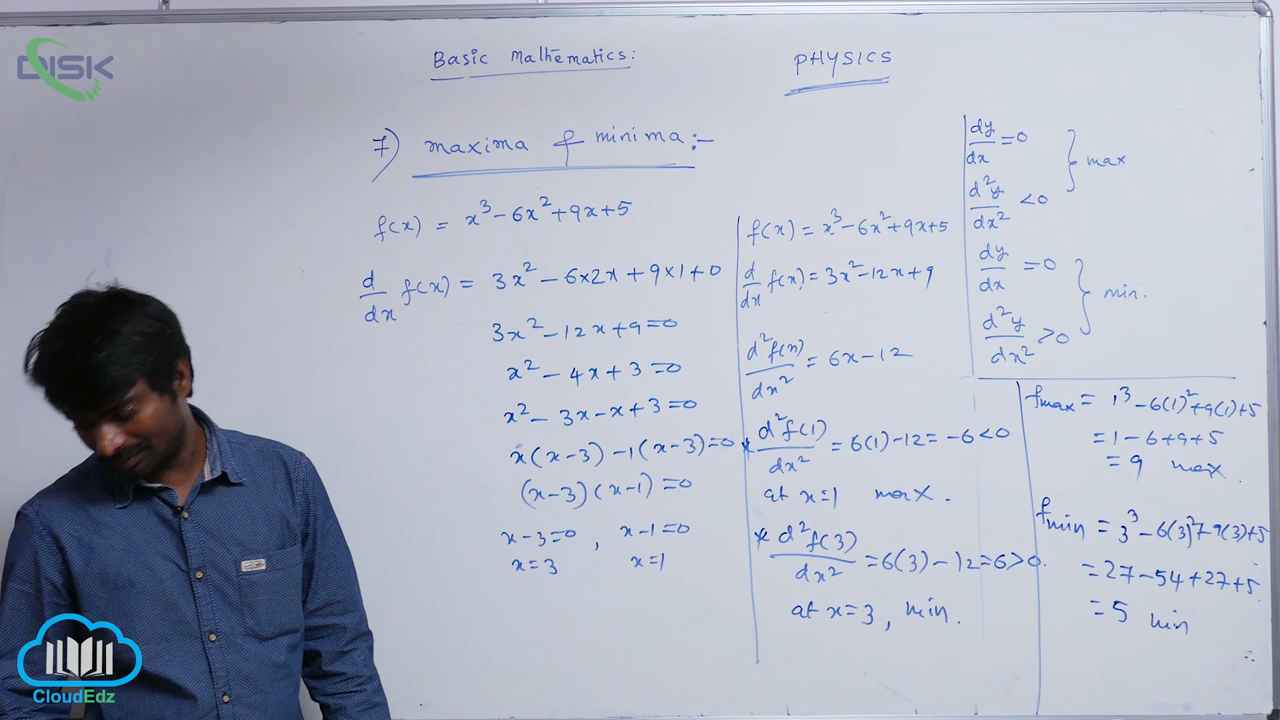 DISK
Basic Mathematics:
PHYSICS
7) maxima & minima:-
f(x) = x³-6x²+9x+5
d/dx f(x) = 3x² - 6×2x + 9×1+0
3x²-12x+9=0
x² - 4x+3=0
x² - 3x-x+3=0
x(x-3)-1(x-3)=0
(x-3)(x-1)=0
x-3=0, x-1=0
x=3 x=1
f(x) = x³-6x²+9x+5
d/dx f(x)=3x²-12x+9
d²f(x)/dx² = 6x-12
* d²f(1)/dx² = 6(1)-12= -6<0
at x=1 max.
* d²f(3)/dx² = 6(3)-12=6>0.
at x=3, min.
dy/dx =0
d²y/dx² <0 } max
dy/dx =0
d²y/dx² >0 } min.
fmax = 1³-6(1)²+9(1)+5
=1-6+9+5
= 9 max.
fmin = 3³-6(3)²+9(3)+5
=27-54+27+5.
=5 min
CloudEdz